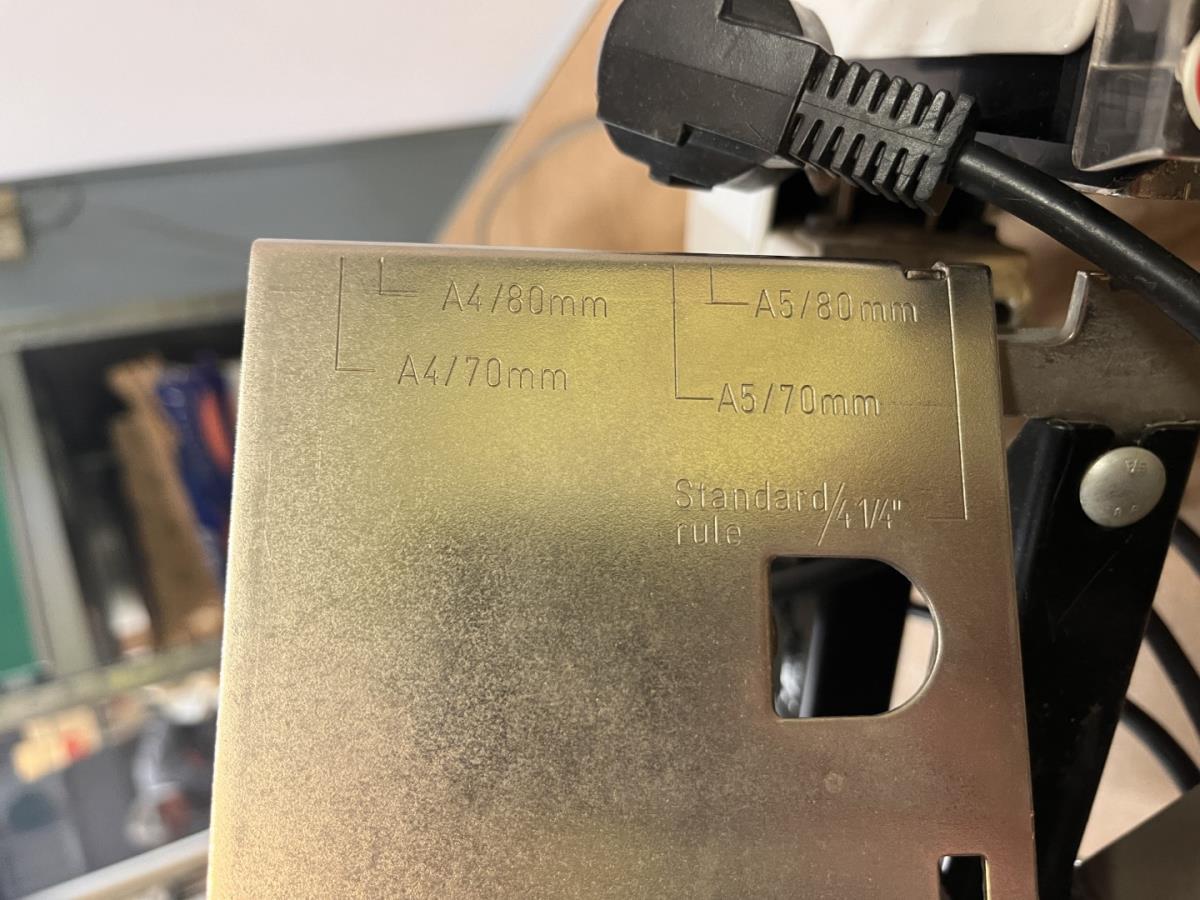 A4/80mm
A5/80mm
A4/70mm
A5/70mm
Standard/4 1/4"
rule